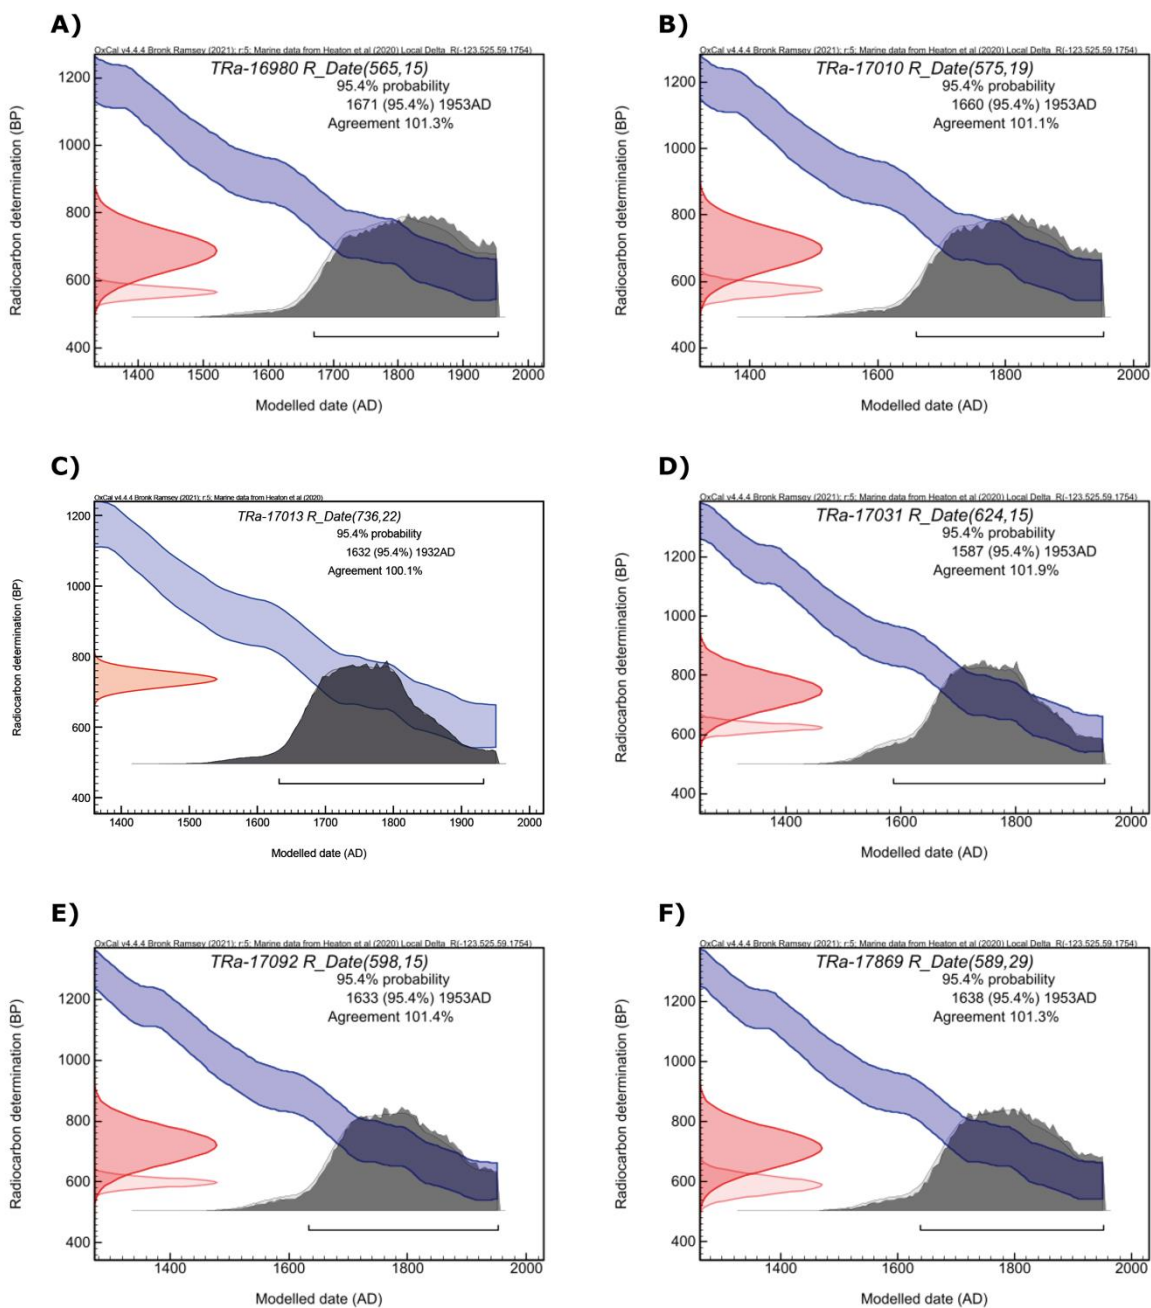 A)
OxCal v4.4.4 Bronk Ramsey (2021); r:5; Marine data from Heaton et al (2020) Local Delta_R(-123.525,59.1754)
TRa-16980 R_Date(565,15)
95.4% probability
1671 (95.4%) 1953AD
Agreement 101.3%
Radiocarbon determination (BP)
1200
1000
800
600
400
1400 1500 1600 1700 1800 1900 2000
Modelled date (AD)
B)
OxCal v4.4.4 Bronk Ramsey (2021); r:5; Marine data from Heaton et al (2020) Local Delta_R(-123.525,59.1754)
TRa-17010 R_Date(575,19)
95.4% probability
1660 (95.4%) 1953AD
Agreement 101.1%
Radiocarbon determination (BP)
1200
1000
800
600
400
1400 1600 1800 2000
Modelled date (AD)
C)
OxCal v4.4.4 Bronk Ramsey (2021); r:5; Marine data from Heaton et al (2020)
TRa-17013 R_Date(736,22)
95.4% probability
1632 (95.4%) 1932AD
Agreement 100.1%
Radiocarbon determination (BP)
1200
1000
800
600
400
1400 1500 1600 1700 1800 1900 2000
Modelled date (AD)
D)
OxCal v4.4.4 Bronk Ramsey (2021); r:5; Marine data from Heaton et al (2020) Local Delta_R(-123.525,59.1754)
TRa-17031 R_Date(624,15)
95.4% probability
1587 (95.4%) 1953AD
Agreement 101.9%
Radiocarbon determination (BP)
1200
1000
800
600
400
1400 1600 1800 2000
Modelled date (AD)
E)
OxCal v4.4.4 Bronk Ramsey (2021); r:5; Marine data from Heaton et al (2020) Local Delta_R(-123.525,59.1754)
TRa-17092 R_Date(598,15)
95.4% probability
1633 (95.4%) 1953AD
Agreement 101.4%
Radiocarbon determination (BP)
1200
1000
800
600
400
1400 1600 1800 2000
Modelled date (AD)
F)
OxCal v4.4.4 Bronk Ramsey (2021); r:5; Marine data from Heaton et al (2020) Local Delta_R(-123.525,59.1754)
TRa-17869 R_Date(589,29)
95.4% probability
1638 (95.4%) 1953AD
Agreement 101.3%
Radiocarbon determination (BP)
1200
1000
800
600
400
1400 1600 1800 2000
Modelled date (AD)